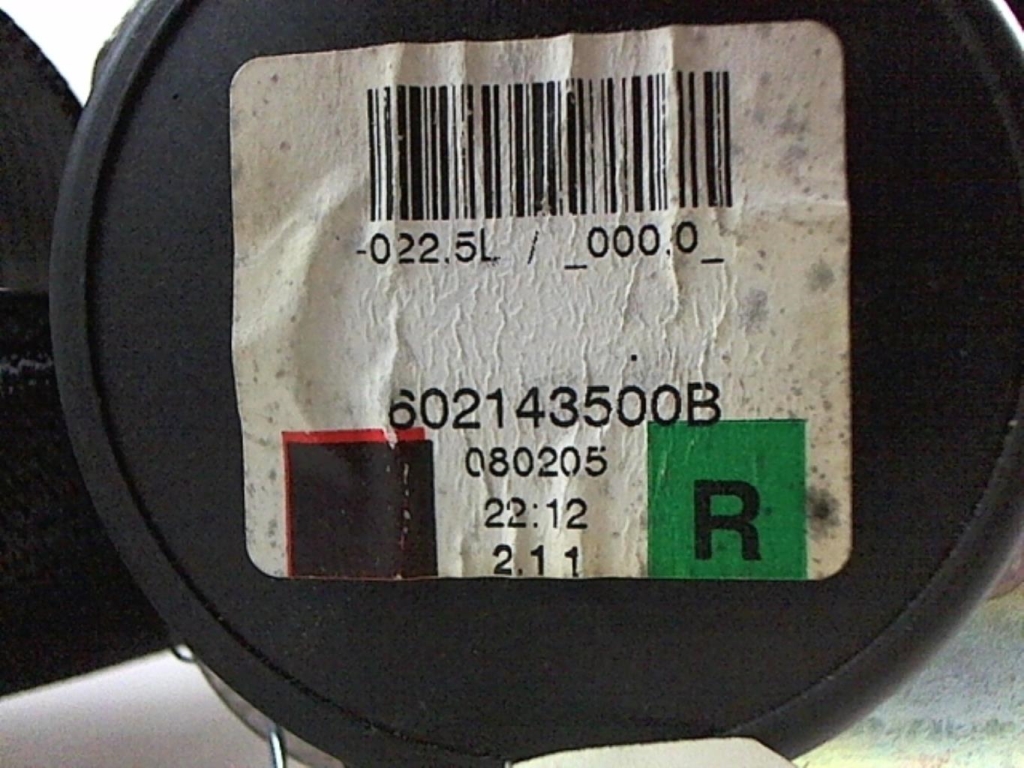 -022.5L / _000.0_
602143500B
080205
22:12
2.1 1
R